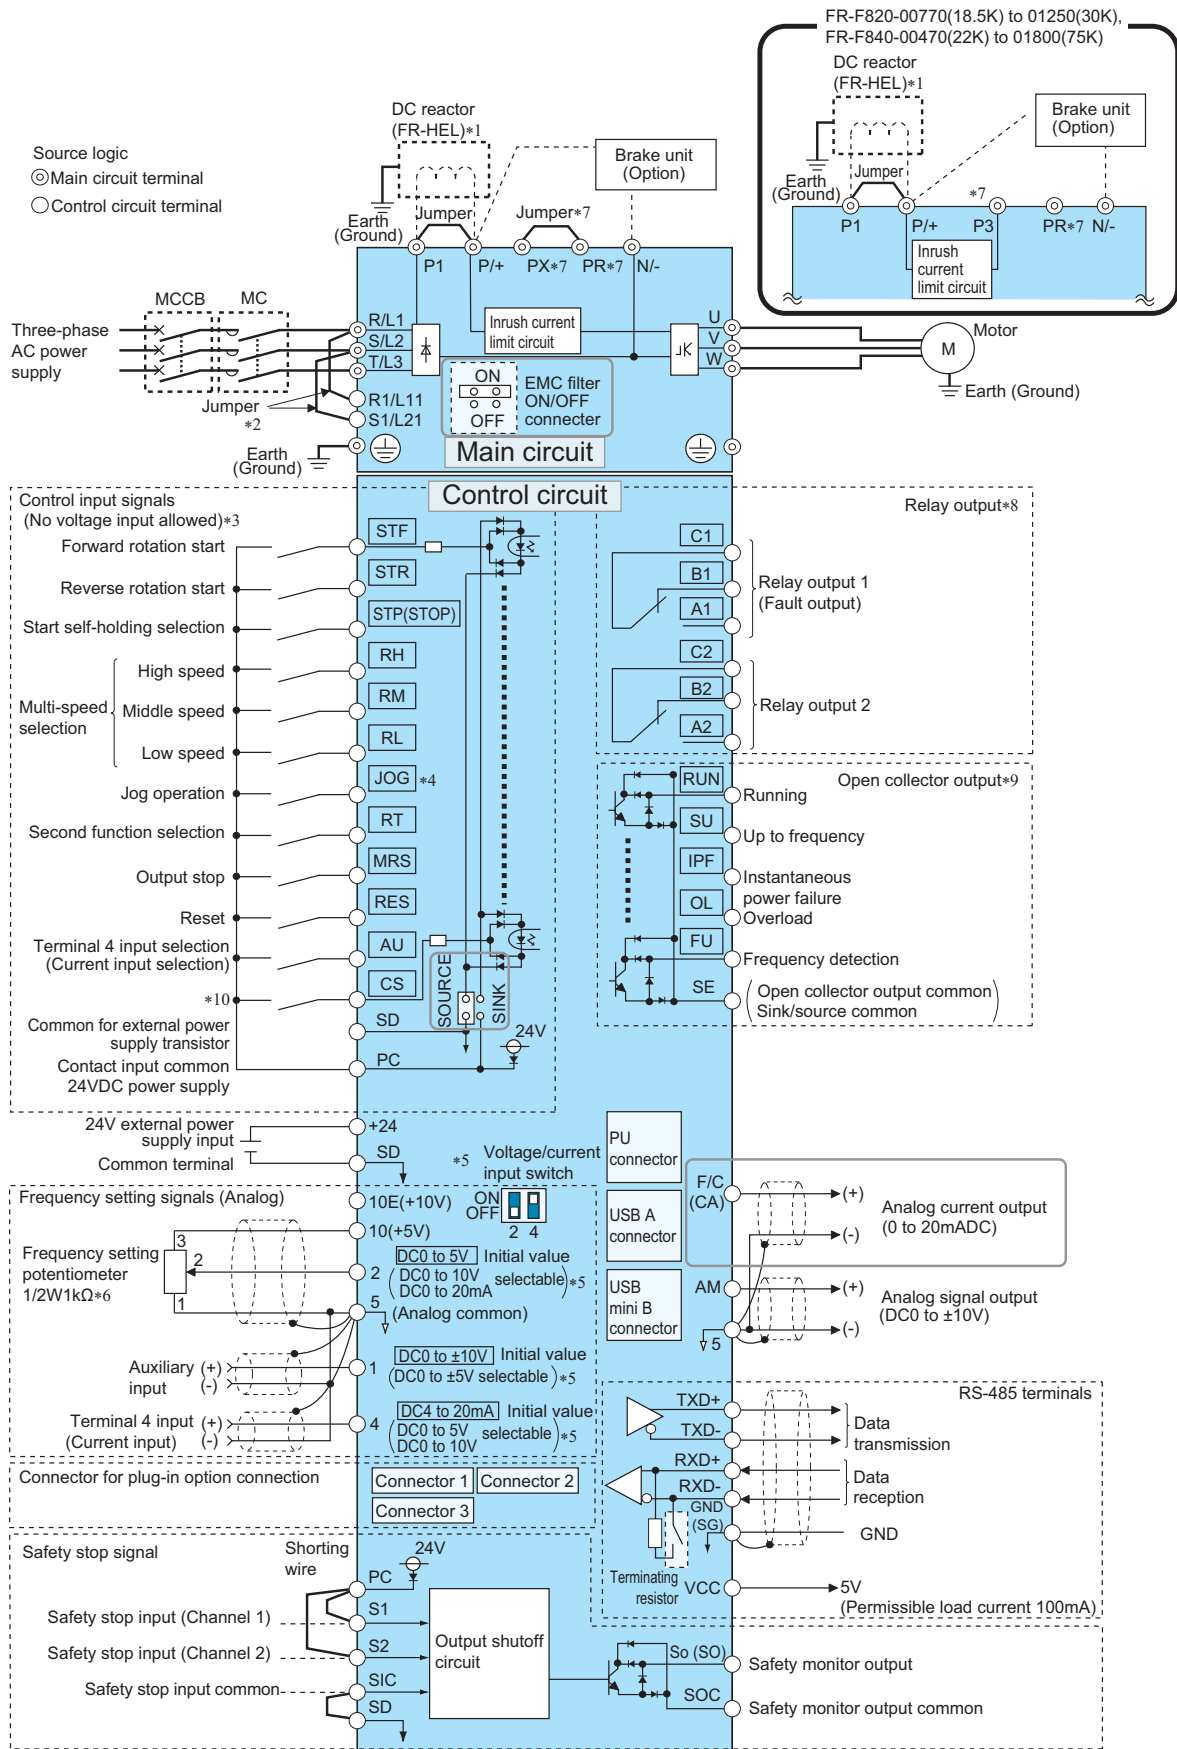 FR-F820-00770(18.5K) to 01250(30K),
FR-F840-00470(22K) to 01800(75K)
DC reactor
(FR-HEL)*1
Brake unit
(Option)
Earth
(Ground)
Jumper
*7
P1
P/+
P3
PR*7
N/-
Inrush
current
limit circuit
Source logic
Main circuit terminal
Control circuit terminal
DC reactor
(FR-HEL)*1
Brake unit
(Option)
Earth
(Ground)
Jumper
Jumper*7
P1
P/+
PX*7
PR*7
N/-
MCCB
MC
Three-phase
AC power
supply
R/L1
S/L2
T/L3
R1/L11
S1/L21
Jumper
*2
Earth
(Ground)
Inrush current
limit circuit
ON
OFF
EMC filter
ON/OFF
connecter
U
V
W
Motor
M
Earth (Ground)
Main circuit
Control circuit
Control input signals
(No voltage input allowed)*3
Forward rotation start
STF
Reverse rotation start
STR
Start self-holding selection
STP(STOP)
Multi-speed
selection
High speed
RH
Middle speed
RM
Low speed
RL
Jog operation
JOG *4
Second function selection
RT
Output stop
MRS
Reset
RES
Terminal 4 input selection
(Current input selection)
AU
*10
CS
SOURCE
SINK
Common for external power
supply transistor
SD
24V
Contact input common
24VDC power supply
PC
Relay output*8
C1
B1
A1
Relay output 1
(Fault output)
C2
B2
A2
Relay output 2
Open collector output*9
RUN
Running
SU
Up to frequency
IPF
Instantaneous
power failure
OL
Overload
FU
Frequency detection
SE
Open collector output common
Sink/source common
24V external power
supply input
+24
Common terminal
SD
*5
Voltage/current
input switch
ON
OFF
2 4
PU
connector
USB A
connector
USB
mini B
connector
Frequency setting signals (Analog)
10E(+10V)
10(+5V)
Frequency setting
potentiometer
1/2W1kΩ*6
3
2
1
2
DC0 to 5V Initial value
(DC0 to 10V
DC0 to 20mA selectable)*5
5
(Analog common)
Auxiliary (+)
input (-)
1
DC0 to ±10V Initial value
(DC0 to ±5V selectable)*5
Terminal 4 input (+)
(Current input) (-)
4
DC4 to 20mA Initial value
(DC0 to 5V
DC0 to 10V selectable)*5
F/C
(CA)
(+)
(-)
Analog current output
(0 to 20mADC)
AM
5
(+)
(-)
Analog signal output
(DC0 to ±10V)
Connector for plug-in option connection
Connector 1
Connector 2
Connector 3
RS-485 terminals
TXD+
TXD-
Data
transmission
RXD+
RXD-
Data
reception
GND
(SG)
GND
Terminating
resistor
VCC
5V
(Permissible load current 100mA)
Safety stop signal
Shorting
wire
24V
PC
Safety stop input (Channel 1)
S1
Safety stop input (Channel 2)
S2
Safety stop input common
SIC
SD
Output shutoff
circuit
So (SO)
Safety monitor output
SOC
Safety monitor output common